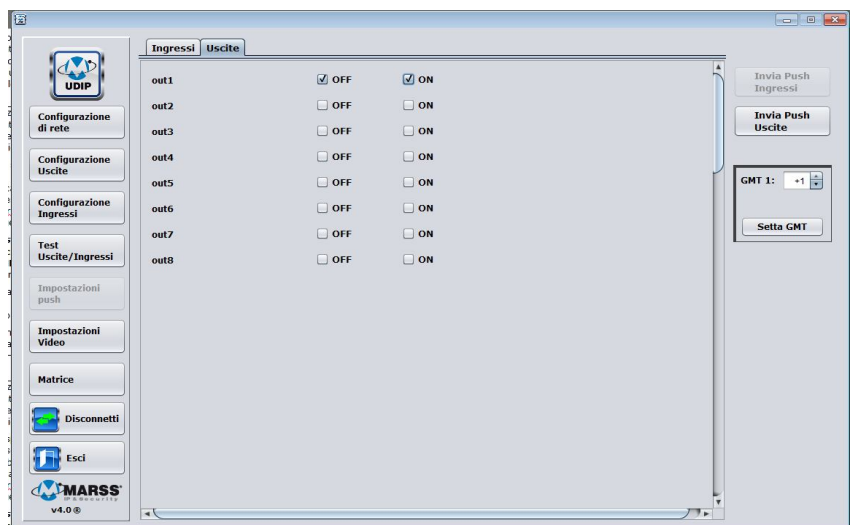 UDIP
Configurazione
di rete
Configurazione
Uscite
Configurazione
Ingressi
Test
Uscite/Ingressi
Impostazioni
push
Impostazioni
Video
Matrice
Disconnetti
Esci
MARSS
IP & Security
v4.0 ®
Ingressi Uscite
out1 OFF ON
out2 OFF ON
out3 OFF ON
out4 OFF ON
out5 OFF ON
out6 OFF ON
out7 OFF ON
out8 OFF ON
Invia Push
Ingressi
Invia Push
Uscite
GMT 1: +1
Setta GMT